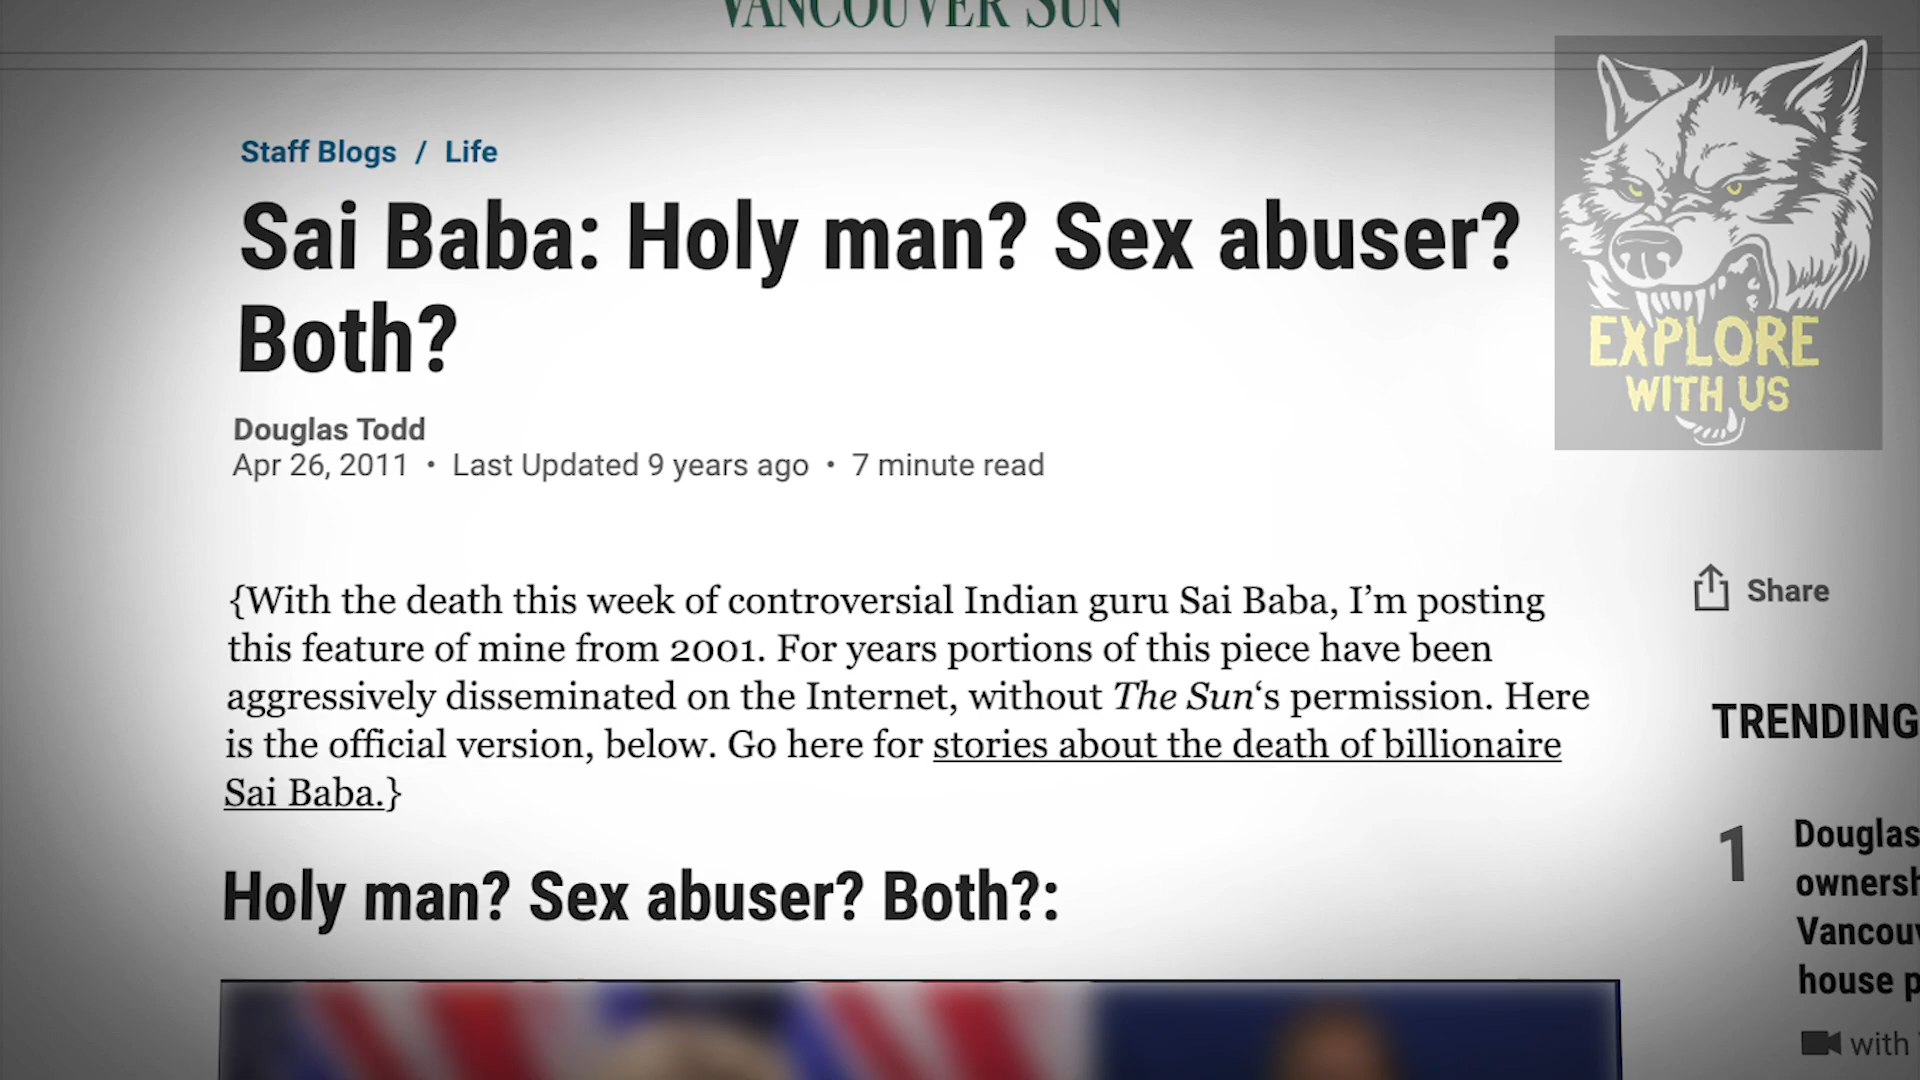 VANCOUVER SUN
Staff Blogs / Life
Sai Baba: Holy man? Sex abuser?
Both?
Douglas Todd
Apr 26, 2011 • Last Updated 9 years ago • 7 minute read
{With the death this week of controversial Indian guru Sai Baba, I’m posting
this feature of mine from 2001. For years portions of this piece have been
aggressively disseminated on the Internet, without The Sun‘s permission. Here
is the official version, below. Go here for stories about the death of billionaire
Sai Baba.}
Holy man? Sex abuser? Both?:
EXPLORE
WITH US
Share
TRENDING
1
Douglas
ownersh
Vancouv
house p
with